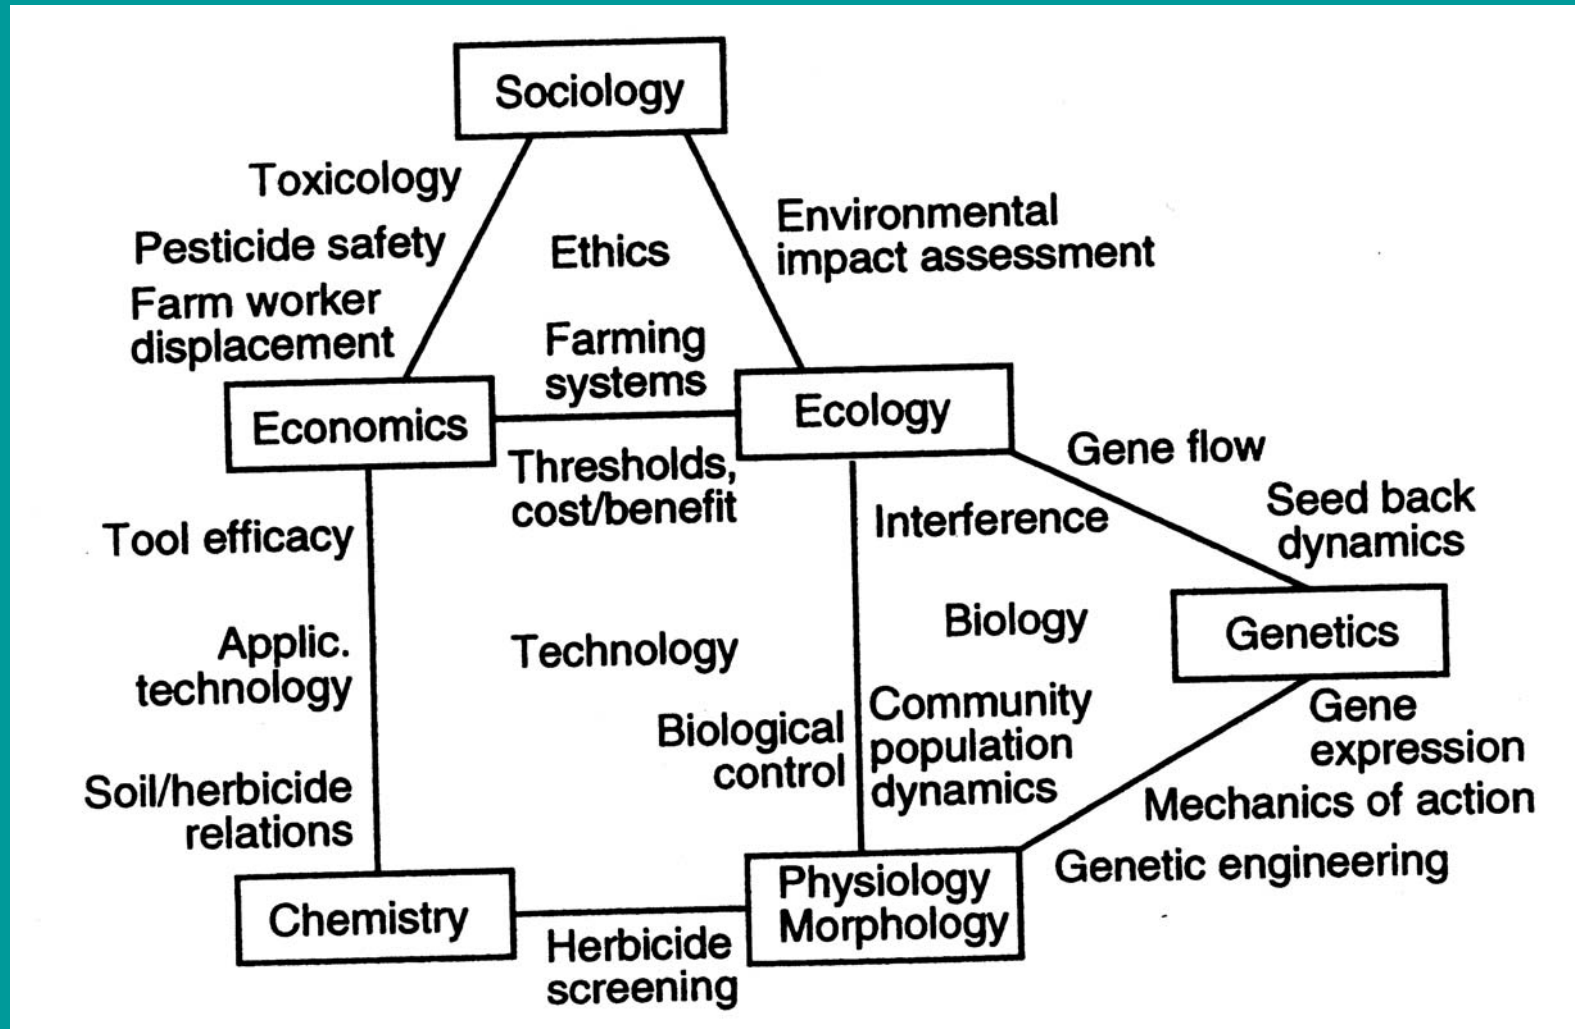 Sociology
Toxicology
Pesticide safety
Farm worker
displacement
Ethics
Environmental
impact assessment
Farming
systems
Economics
Ecology
Thresholds,
cost/benefit
Gene flow
Interference
Seed back
dynamics
Tool efficacy
Applic.
technology
Technology
Biology
Genetics
Biological
control
Community
population
dynamics
Gene
expression
Mechanics of action
Genetic engineering
Soil/herbicide
relations
Chemistry
Physiology
Morphology
Herbicide
screening